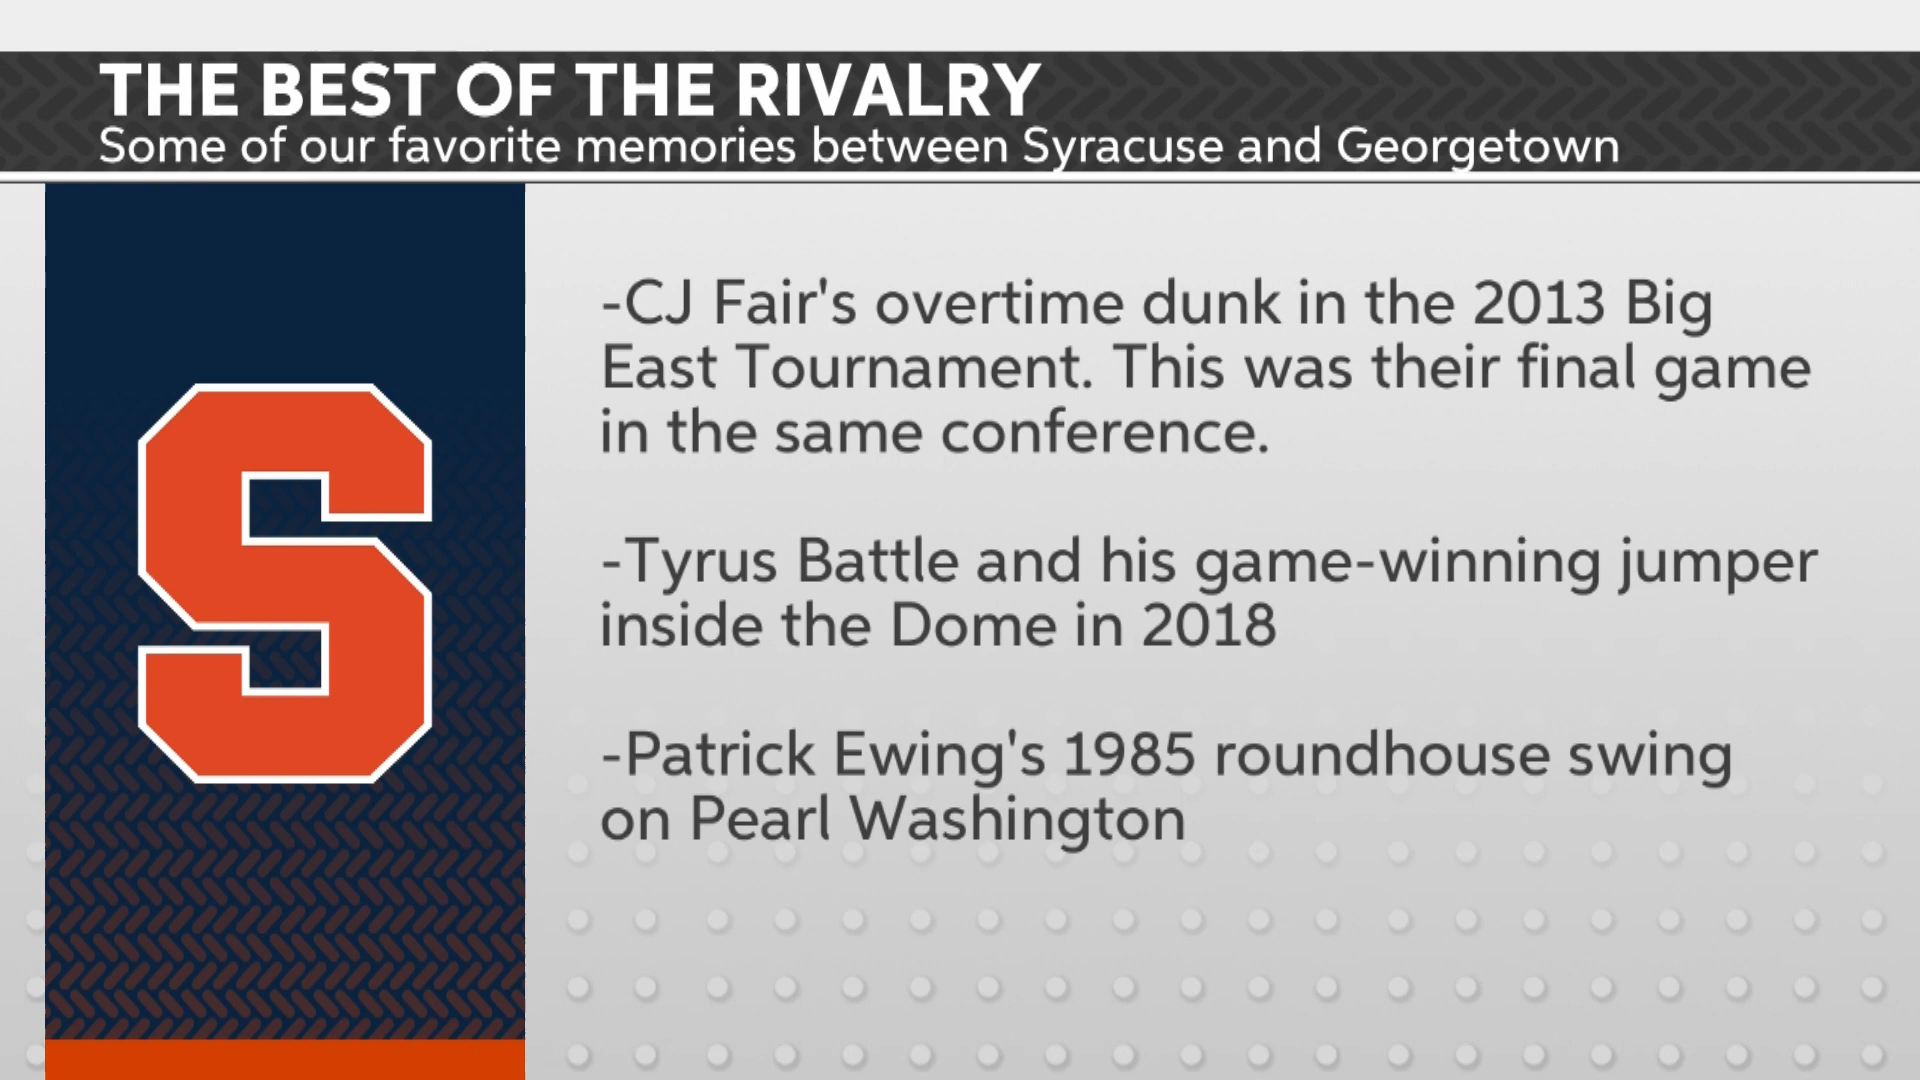 THE BEST OF THE RIVALRY
Some of our favorite memories between Syracuse and Georgetown
S
-CJ Fair's overtime dunk in the 2013 Big
East Tournament. This was their final game
in the same conference.
-Tyrus Battle and his game-winning jumper
inside the Dome in 2018
-Patrick Ewing's 1985 roundhouse swing
on Pearl Washington